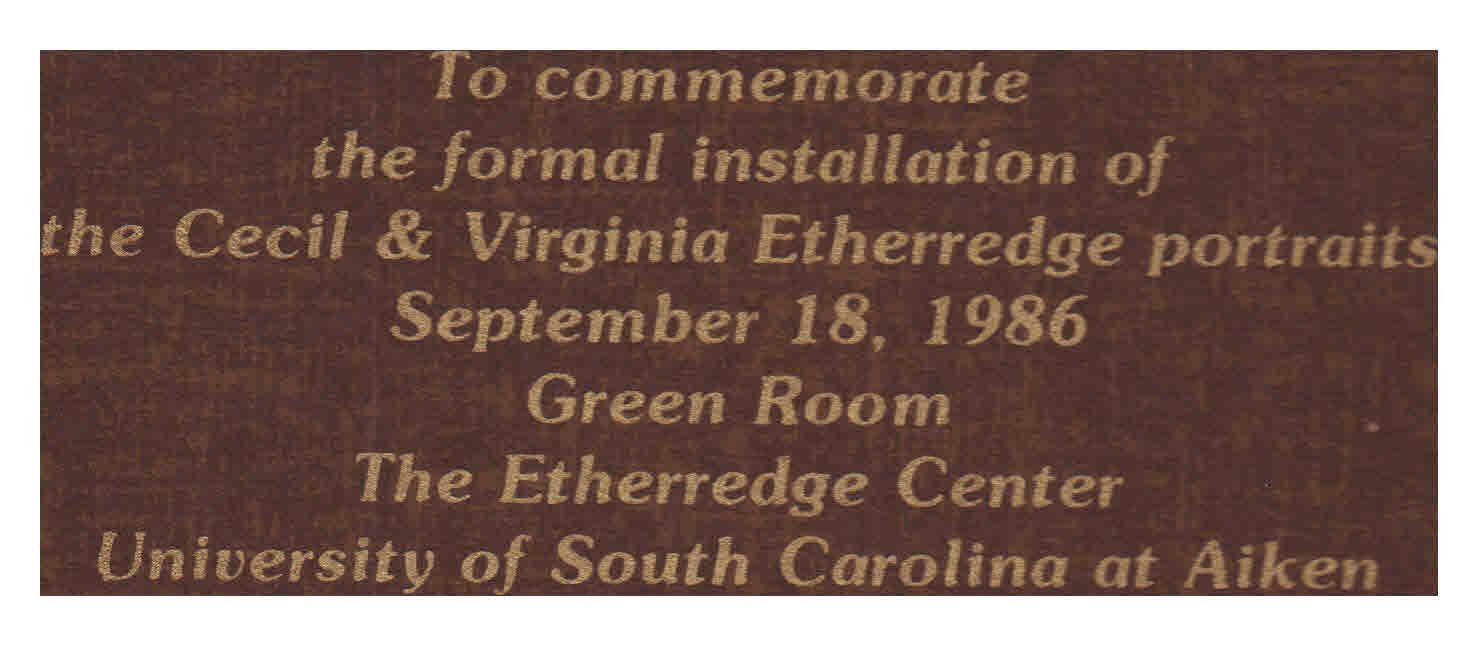 To commemorate
the formal installation of
the Cecil & Virginia Etherredge portraits
September 18, 1986
Green Room
The Etherredge Center
University of South Carolina at Aiken